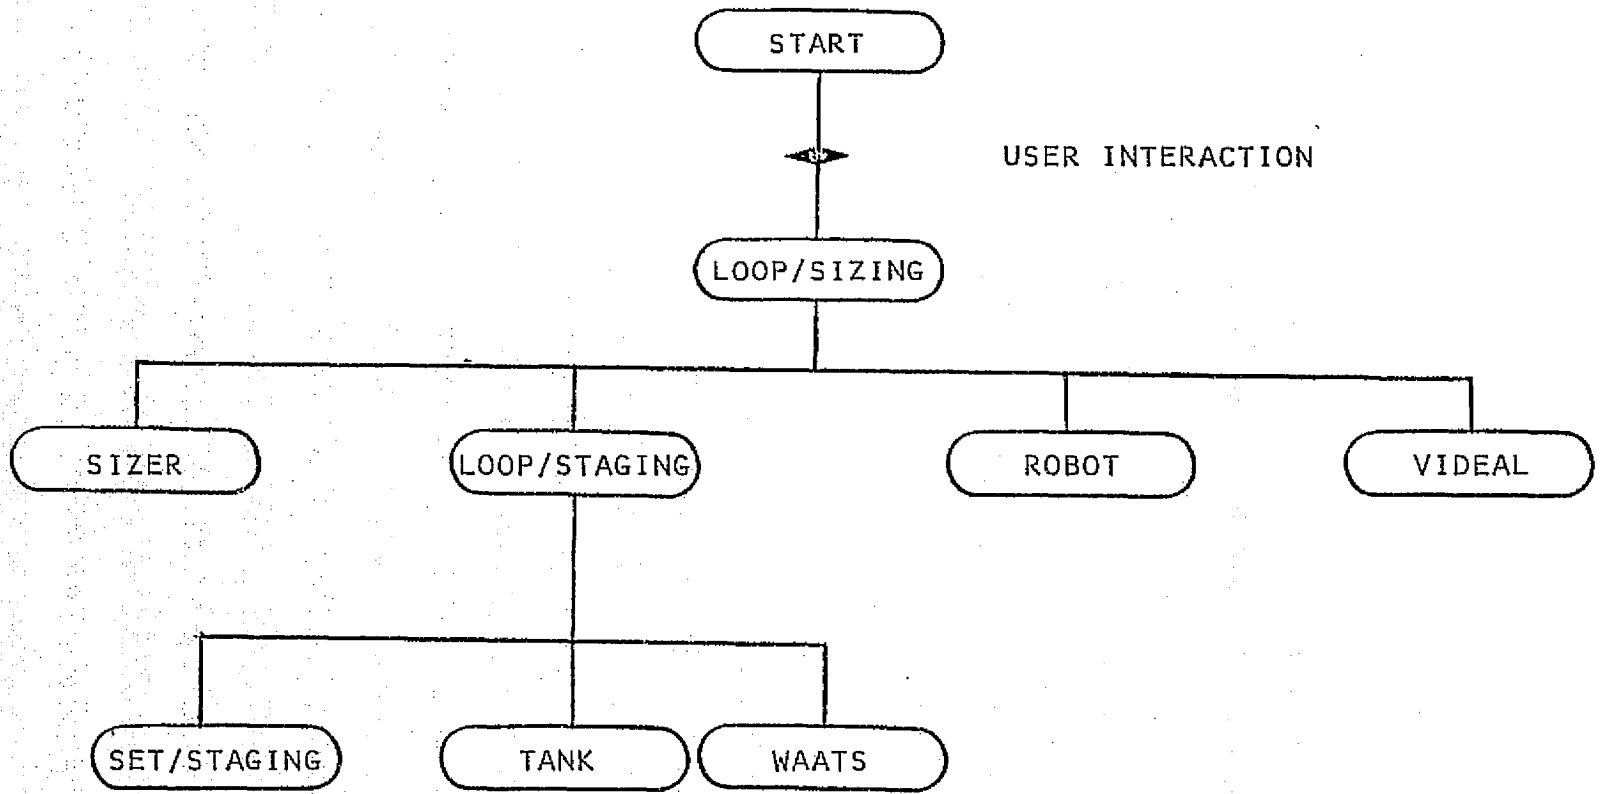 START
USER INTERACTION
LOOP/SIZING
SIZER
LOOP/STAGING
ROBOT
VIDEAL
SET/STAGING
TANK
WAATS